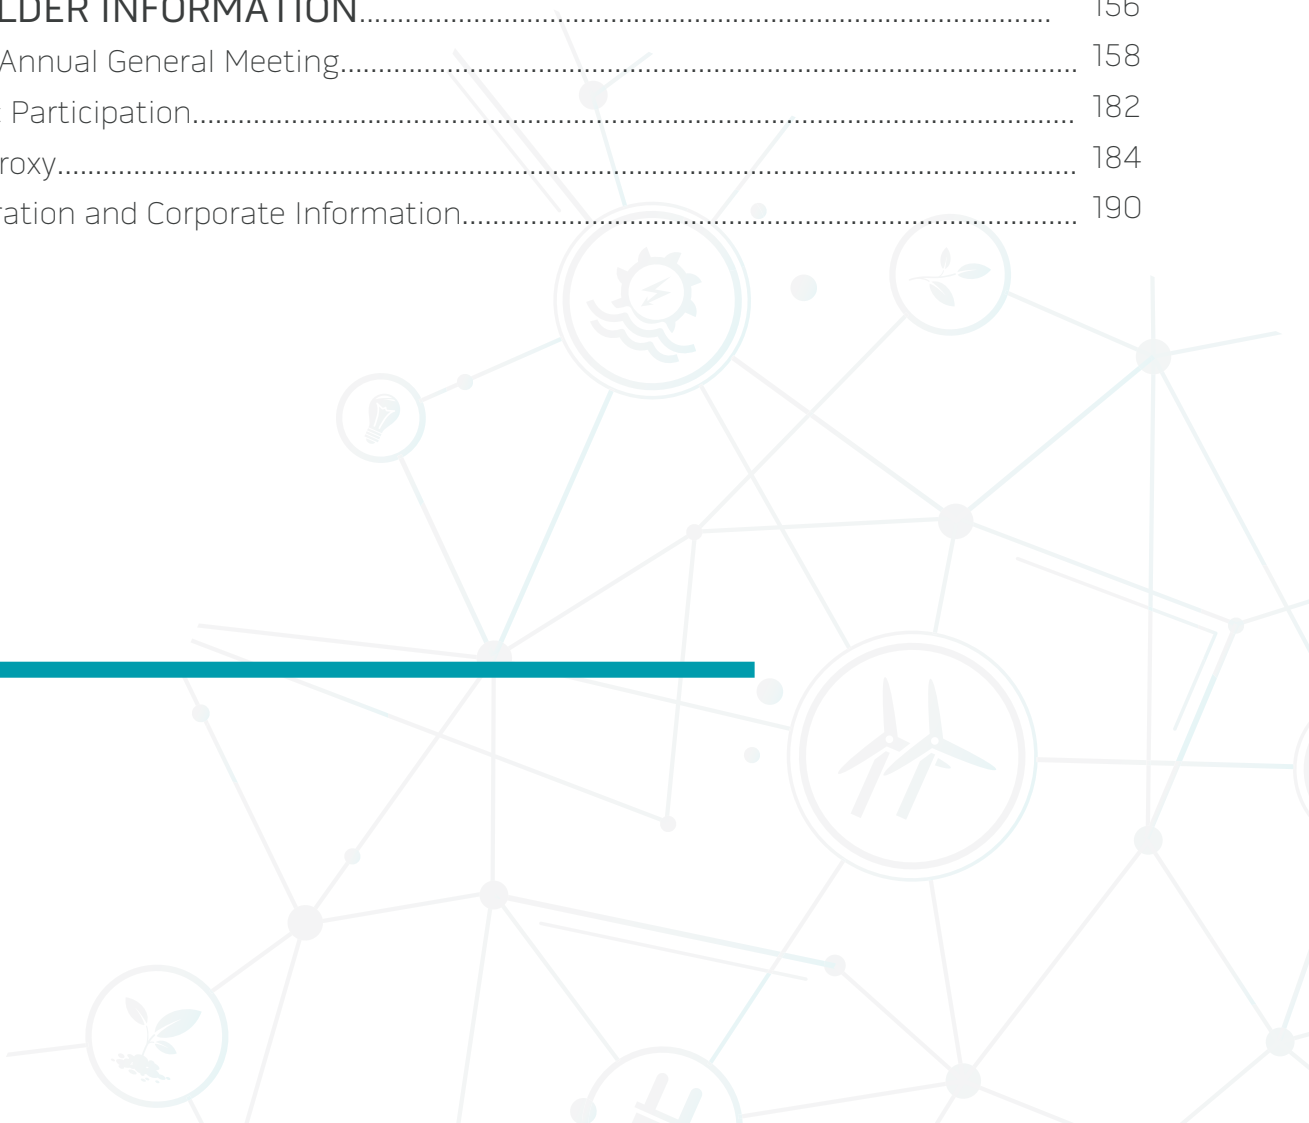 LDER INFORMATION................................................................................................ 156
Annual General Meeting................................................................................................ 158
Participation................................................................................................ 182
roxy................................................................................................ 184
ration and Corporate Information................................................................................................ 190